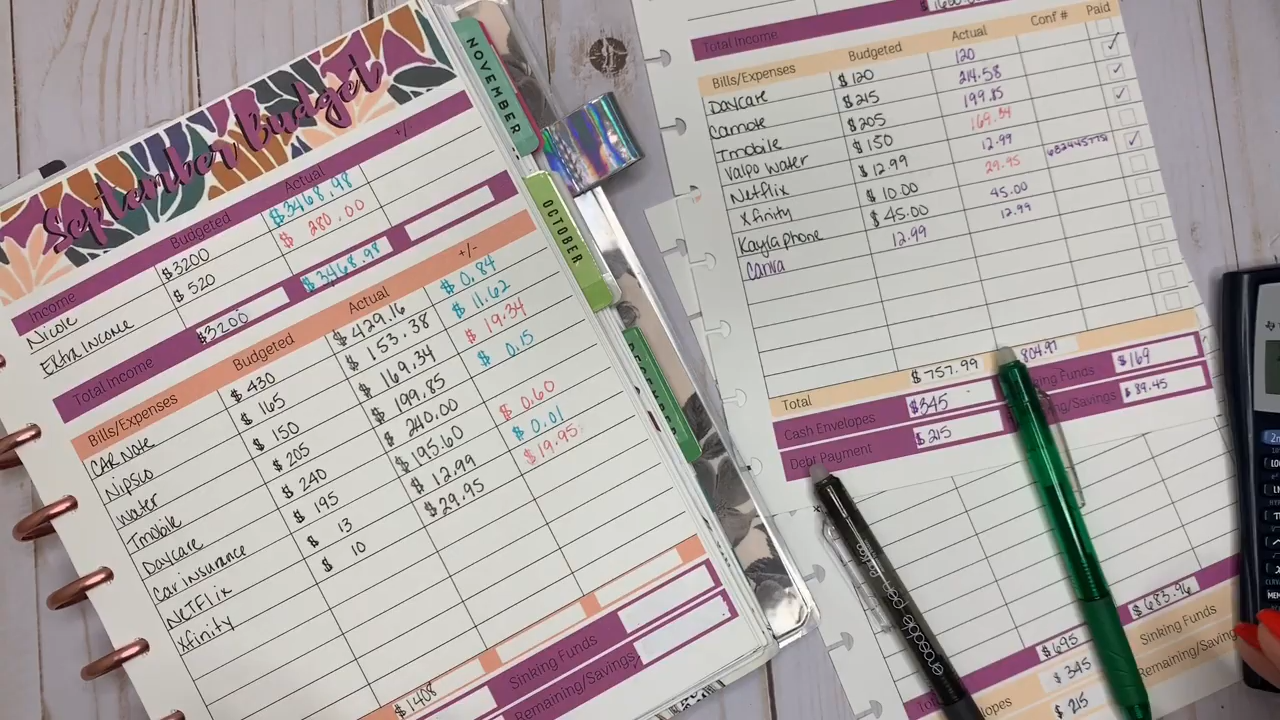 September Budget
Income Budgeted Actual +/-
Nicole $3200 $3468.98
Extra Income $520 $280.00
Total Income $3200 $3468.98
Bills/Expenses Budgeted Actual +/-
CAR NOTE $430 $429.16 $0.84
Nipsco $165 $153.38 $11.62
Water $150 169.34 $19.34
Tmobile $205 $199.85 $0.15
Daycare $240 $240.00
Car insurance $195 $195.60 $0.60
NETFLIX $13 $12.99 $0.01
Xfinity $10 $29.95 $19.95
$1408
Sinking Funds
Remaining/Savings
NOVEMBER
OCTOBER
Total Income
Bills/Expenses Budgeted Actual Conf # Paid
Daycare $120 120
Carnote $215 214.58
Tmobile $205 199.85
Valpo Water $150 169.34
Netflix $12.99 12.99
Xfinity $10.00 29.95
Kayla phone $45.00 45.00
Canva 12.99 12.99
Total $757.99 804.97
Cash Envelopes $345 Funds $169
Debt Payment $215 /Savings $39.45
$695 $683.96
$345 Sinking Funds
$215 Remaining/Saving
erasable pen